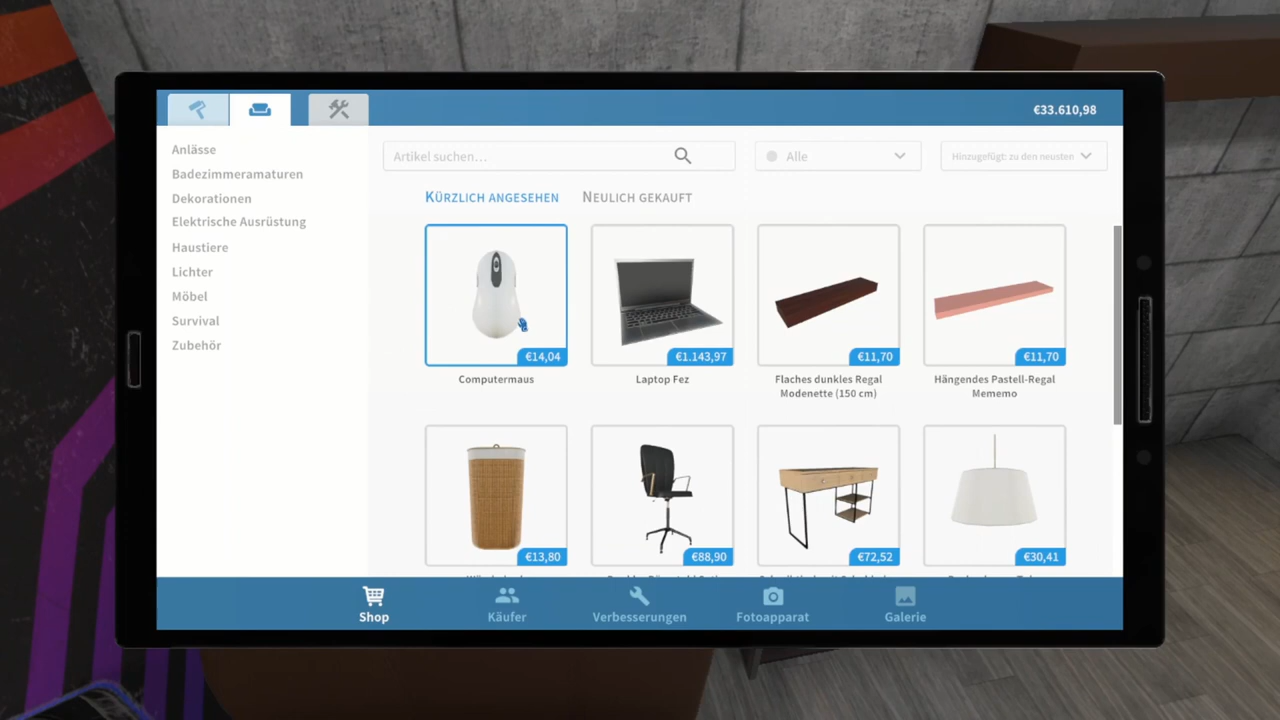 €33.610,98
Anlässe
Badezimmeramaturen
Dekorationen
Elektrische Ausrüstung
Haustiere
Lichter
Möbel
Survival
Zubehör
Artikel suchen...
Alle
Hinzugefügt: zu den neusten
KÜRZLICH ANGESEHEN NEULICH GEKAUFT
€14,04 €1.143,97 €11,70 €11,70
Computermaus Laptop Fez Flaches dunkles Regal Hängendes Pastell-Regal
Modenette (150 cm) Mememo
€13,80 €88,90 €72,52 €30,41
Shop Käufer Verbesserungen Fotoapparat Galerie